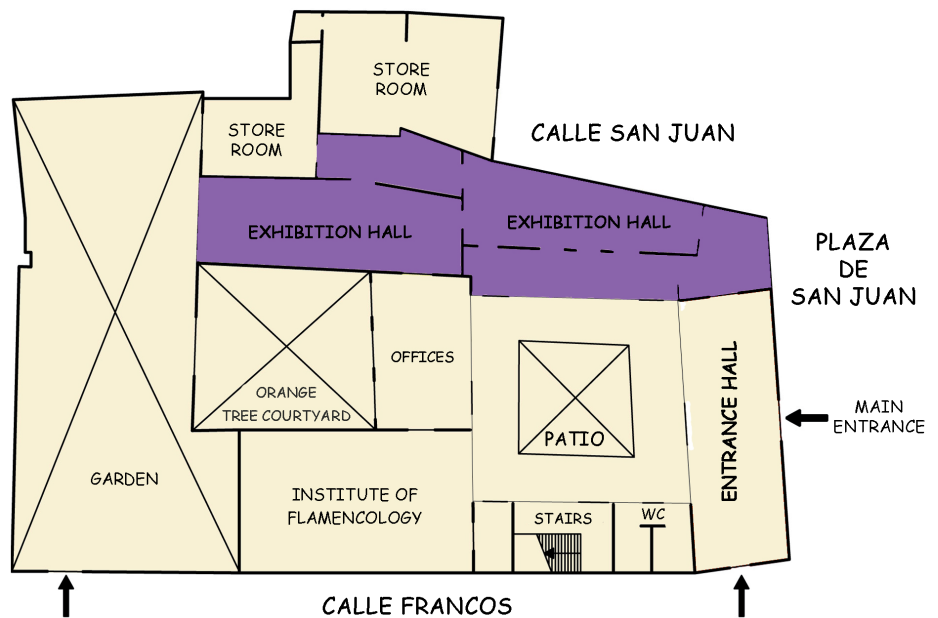 STORE
ROOM
STORE
ROOM
CALLE SAN JUAN
EXHIBITION HALL
EXHIBITION HALL
PLAZA
DE
SAN JUAN
OFFICES
ORANGE
TREE COURTYARD
PATIO
ENTRANCE HALL
MAIN
ENTRANCE
GARDEN
INSTITUTE OF
FLAMENCOLOGY
STAIRS
WC
CALLE FRANCOS